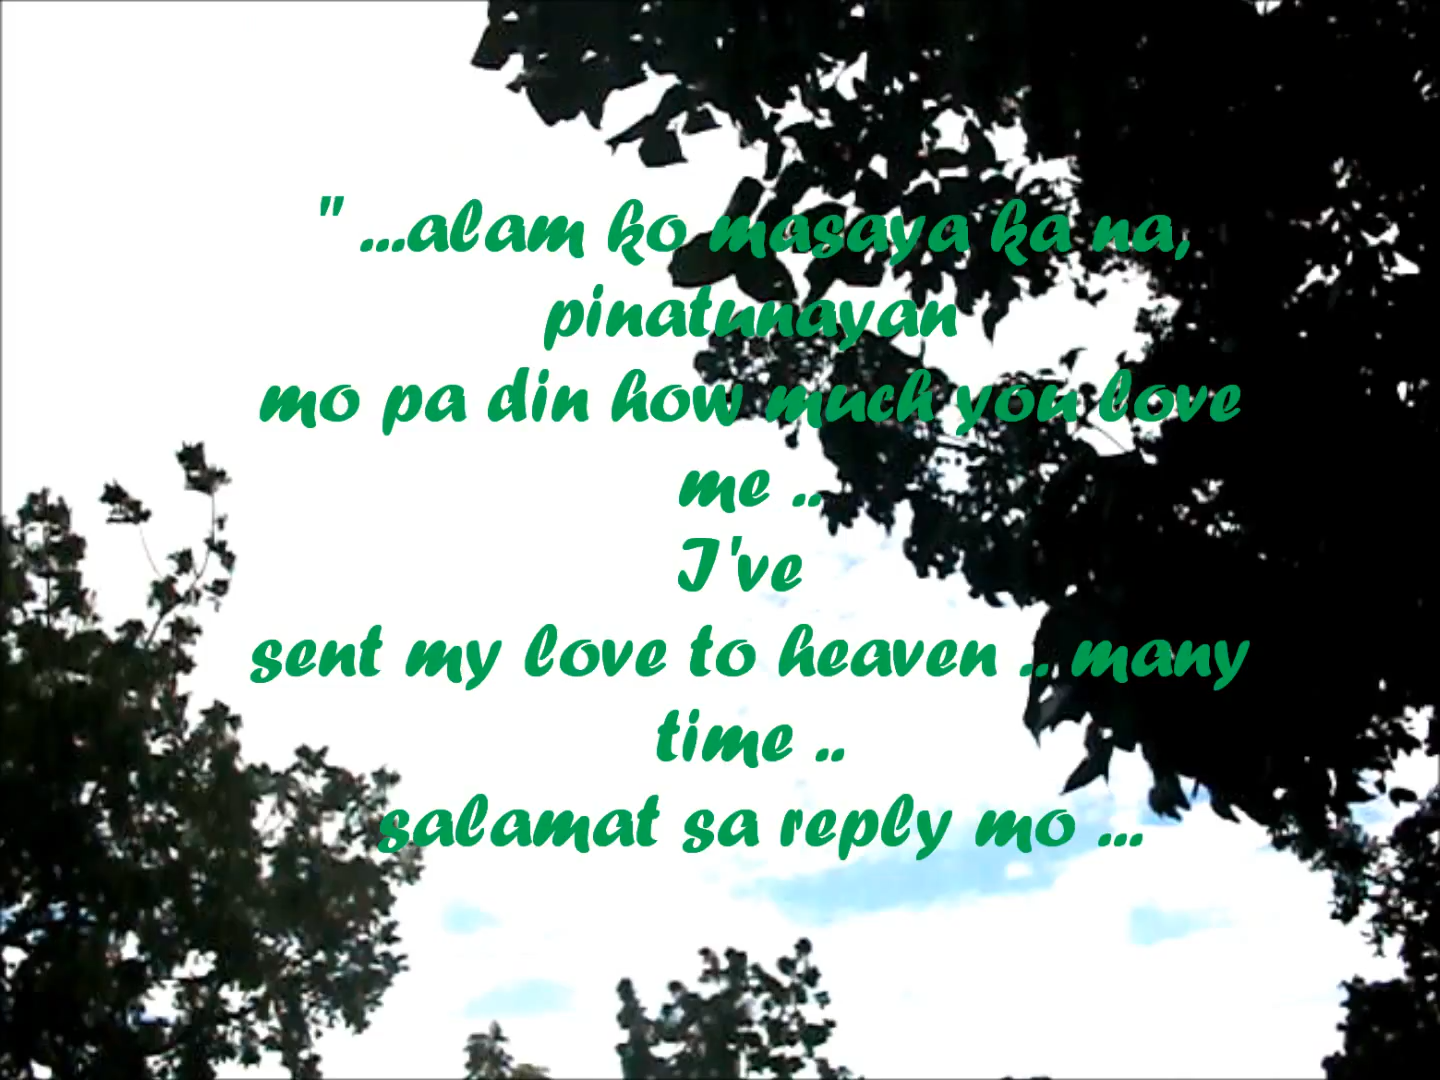 " ...alam ko masaya ka na,
pinatunayan
mo pa din how much you love
me ..
I've
sent my love to heaven .. many
time ..
salamat sa reply mo ...